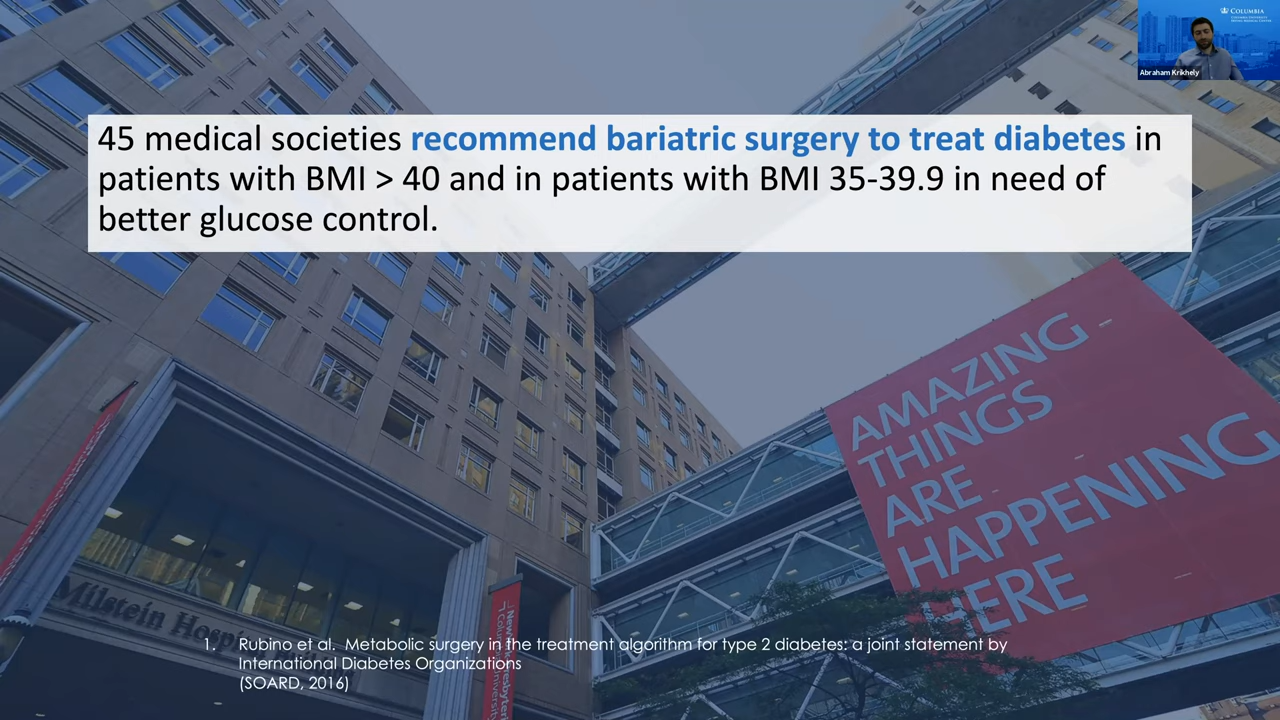 COLUMBIA
Abraham Krikhely
45 medical societies recommend bariatric surgery to treat diabetes in
patients with BMI > 40 and in patients with BMI 35-39.9 in need of
better glucose control.
AMAZING
THINGS
ARE
HAPPENING
HERE
Milstein Hosp
1. Rubino et al. Metabolic surgery in the treatment algorithm for type 2 diabetes: a joint statement by
International Diabetes Organizations
(SOARD, 2016)